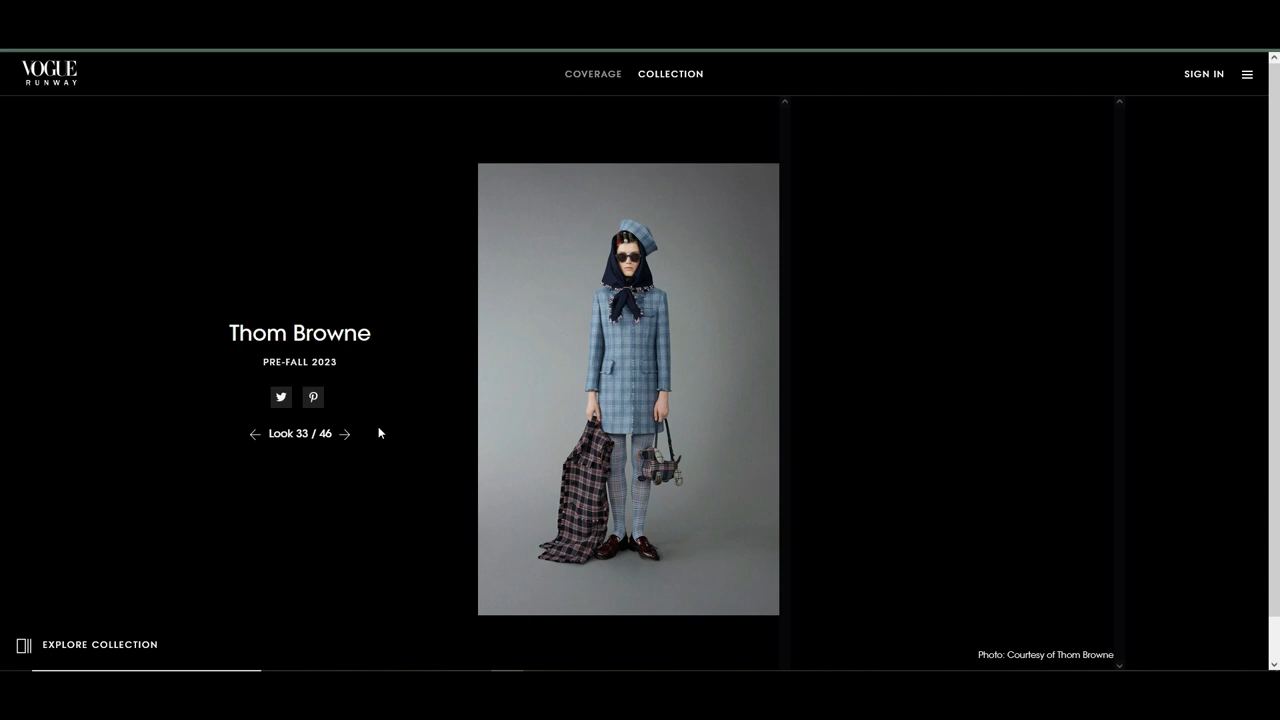 VOGUE
RUNWAY
COVERAGE COLLECTION
SIGN IN
Thom Browne
PRE-FALL 2023
Look 33 / 46
EXPLORE COLLECTION
Photo: Courtesy of Thom Browne